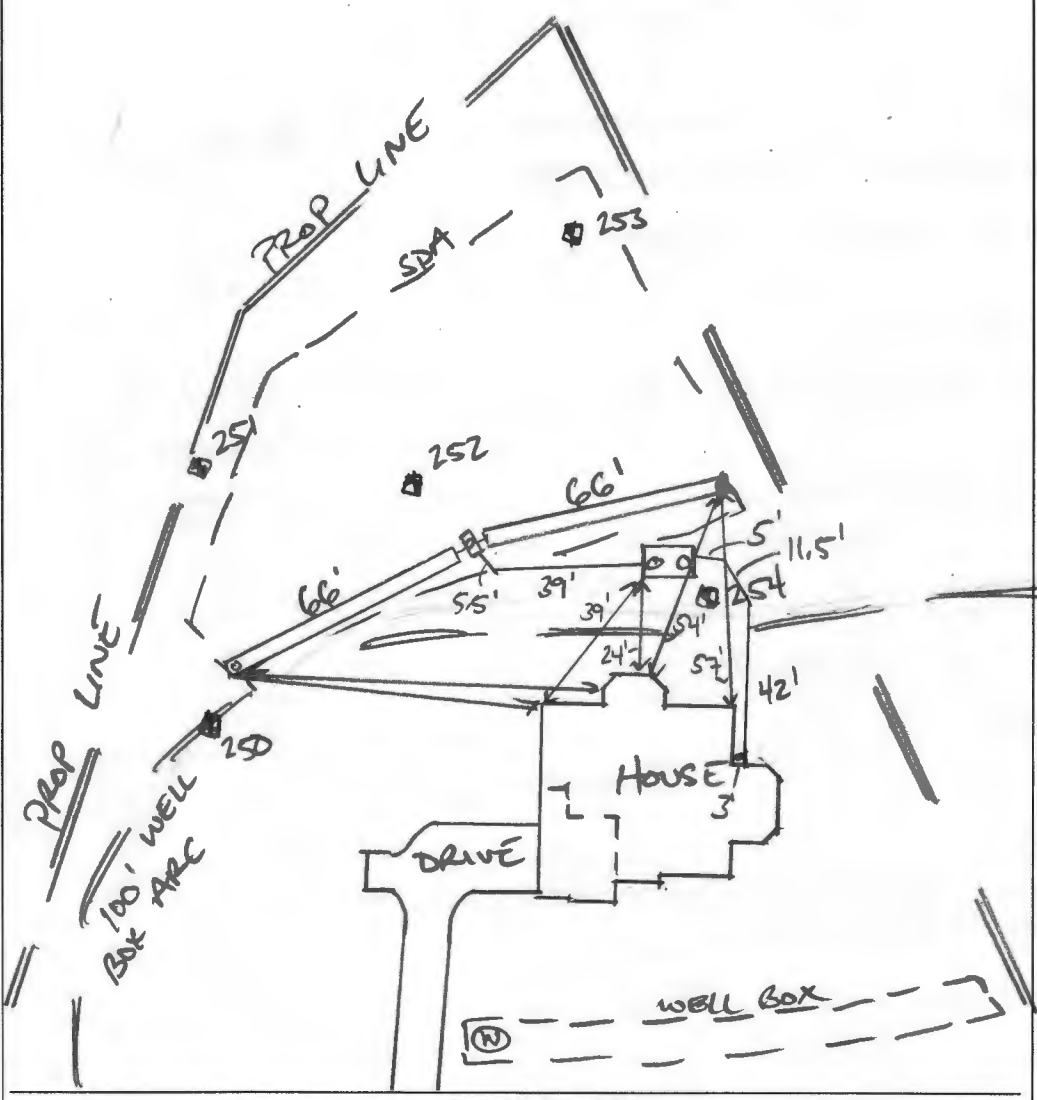 PROP LINE
SDA
253
251
252
66'
66'
5'
11.5'
5.5'
39'
39'
54'
24'
57'
42'
PROP LINE
250
100' WELL
BOX ARC
HOUSE
3'
DRIVE
WELL BOX
W